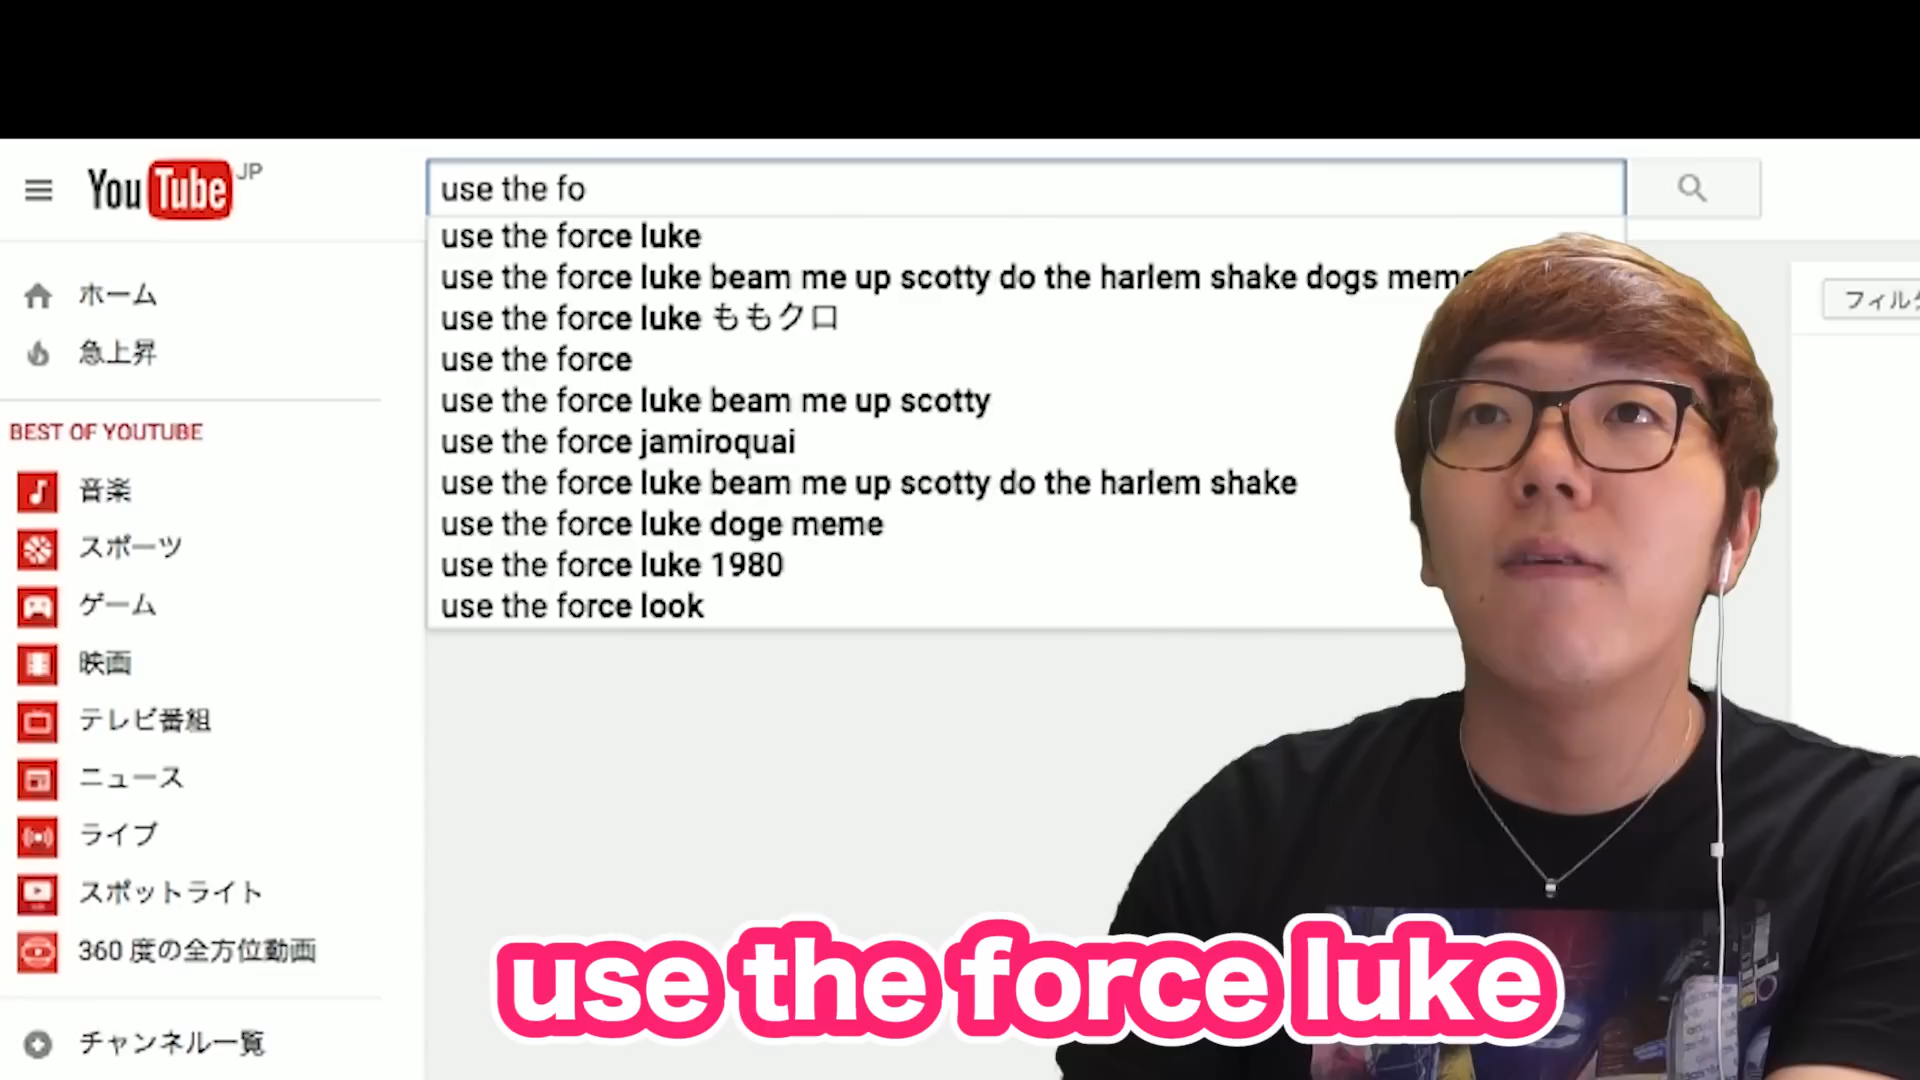 YouTube JP
use the fo
use the force luke
use the force luke beam me up scotty do the harlem shake dogs meme
use the force luke ももクロ
use the force
use the force luke beam me up scotty
use the force jamiroquai
use the force luke beam me up scotty do the harlem shake
use the force luke doge meme
use the force luke 1980
use the force look
ホーム
急上昇
BEST OF YOUTUBE
音楽
スポーツ
ゲーム
映画
テレビ番組
ニュース
ライブ
スポットライト
360 度の全方位動画
チャンネル一覧
use the force luke